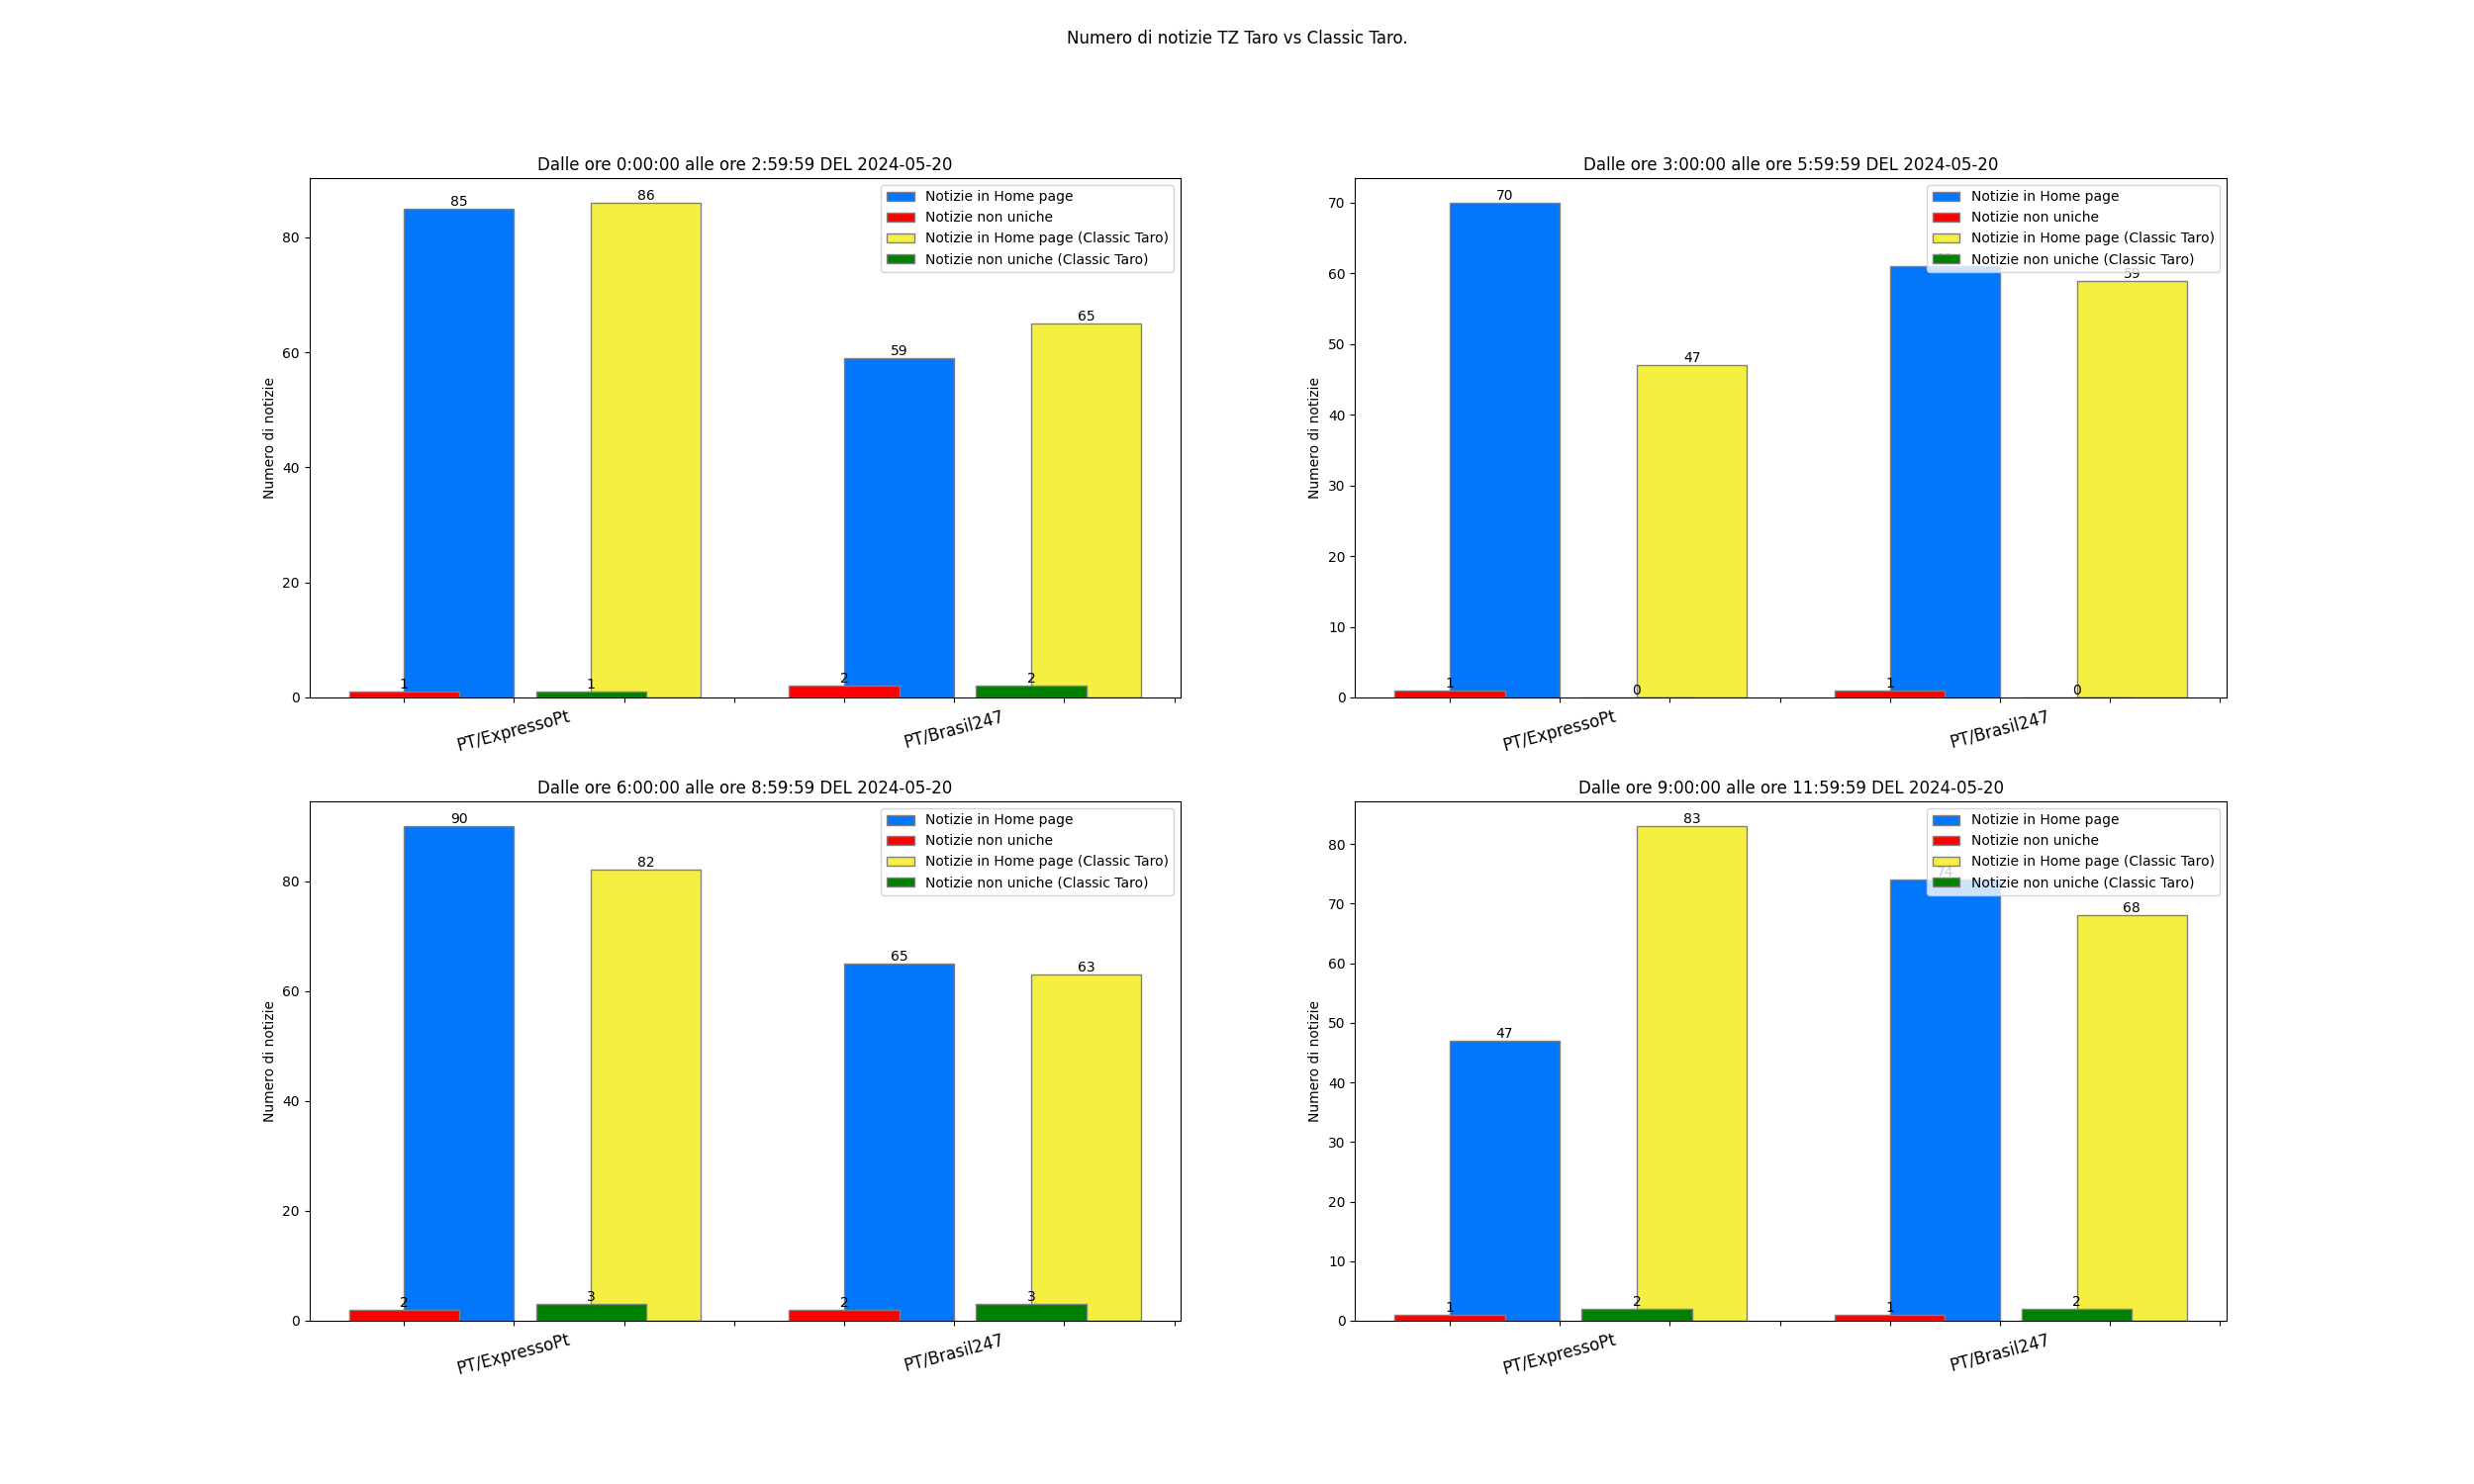 Numero di notizie TZ Taro vs Classic Taro.
Dalle ore 0:00:00 alle ore 2:59:59 DEL 2024-05-20
Numero di notizie
80
60
40
20
0
85
86
59
65
1
1
2
2
Notizie in Home page
Notizie non uniche
Notizie in Home page (Classic Taro)
Notizie non uniche (Classic Taro)
PT/ExpressoPt
PT/Brasil247
Dalle ore 3:00:00 alle ore 5:59:59 DEL 2024-05-20
Numero di notizie
70
60
50
40
30
20
10
0
70
47
59
1
0
1
0
Notizie in Home page
Notizie non uniche
Notizie in Home page (Classic Taro)
Notizie non uniche (Classic Taro)
PT/ExpressoPt
PT/Brasil247
Dalle ore 6:00:00 alle ore 8:59:59 DEL 2024-05-20
Numero di notizie
80
60
40
20
0
90
82
65
63
2
3
2
3
Notizie in Home page
Notizie non uniche
Notizie in Home page (Classic Taro)
Notizie non uniche (Classic Taro)
PT/ExpressoPt
PT/Brasil247
Dalle ore 9:00:00 alle ore 11:59:59 DEL 2024-05-20
Numero di notizie
80
70
60
50
40
30
20
10
0
47
83
74
68
1
2
1
2
Notizie in Home page
Notizie non uniche
Notizie in Home page (Classic Taro)
Notizie non uniche (Classic Taro)
PT/ExpressoPt
PT/Brasil247